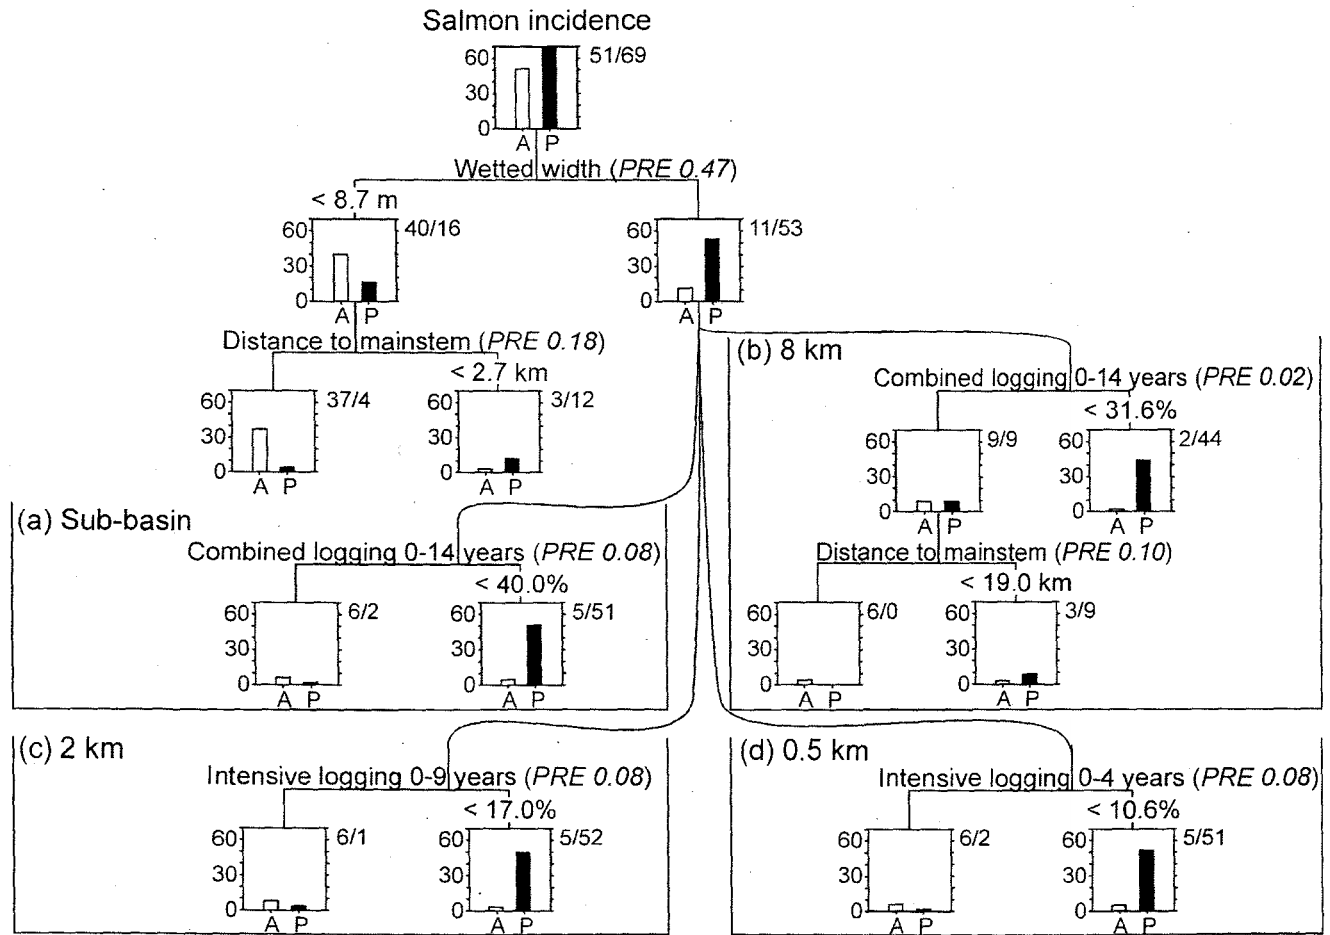 Salmon incidence
60
30
0
51/69
A P
Wetted width (PRE 0.47)
< 8.7 m
60
30
0
40/16
A P
60
30
0
11/53
A P
Distance to mainstem (PRE 0.18)
< 2.7 km
60
30
0
37/4
A P
60
30
0
3/12
A P
(a) Sub-basin
Combined logging 0-14 years (PRE 0.08)
< 40.0%
60
30
0
6/2
A P
60
30
0
5/51
A P
(b) 8 km
Combined logging 0-14 years (PRE 0.02)
< 31.6%
60
30
0
9/9
A P
60
30
0
2/44
A P
Distance to mainstem (PRE 0.10)
< 19.0 km
60
30
0
6/0
A P
60
30
0
3/9
A P
(c) 2 km
Intensive logging 0-9 years (PRE 0.08)
< 17.0%
60
30
0
6/1
A P
60
30
0
5/52
A P
(d) 0.5 km
Intensive logging 0-4 years (PRE 0.08)
< 10.6%
60
30
0
6/2
A P
60
30
0
5/51
A P